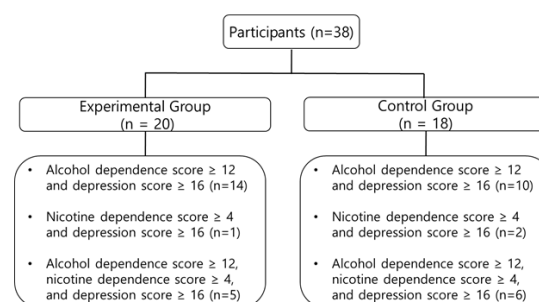 Participants (n=38)
Experimental Group
(n = 20)
Control Group
(n = 18)
• Alcohol dependence score ≥ 12
and depression score ≥ 16 (n=14)
• Nicotine dependence score ≥ 4
and depression score ≥ 16 (n=1)
• Alcohol dependence score ≥ 12,
nicotine dependence score ≥ 4,
and depression score ≥ 16 (n=5)
• Alcohol dependence score ≥ 12
and depression score ≥ 16 (n=10)
• Nicotine dependence score ≥ 4
and depression score ≥ 16 (n=2)
• Alcohol dependence score ≥ 12,
nicotine dependence score ≥ 4,
and depression score ≥ 16 (n=6)